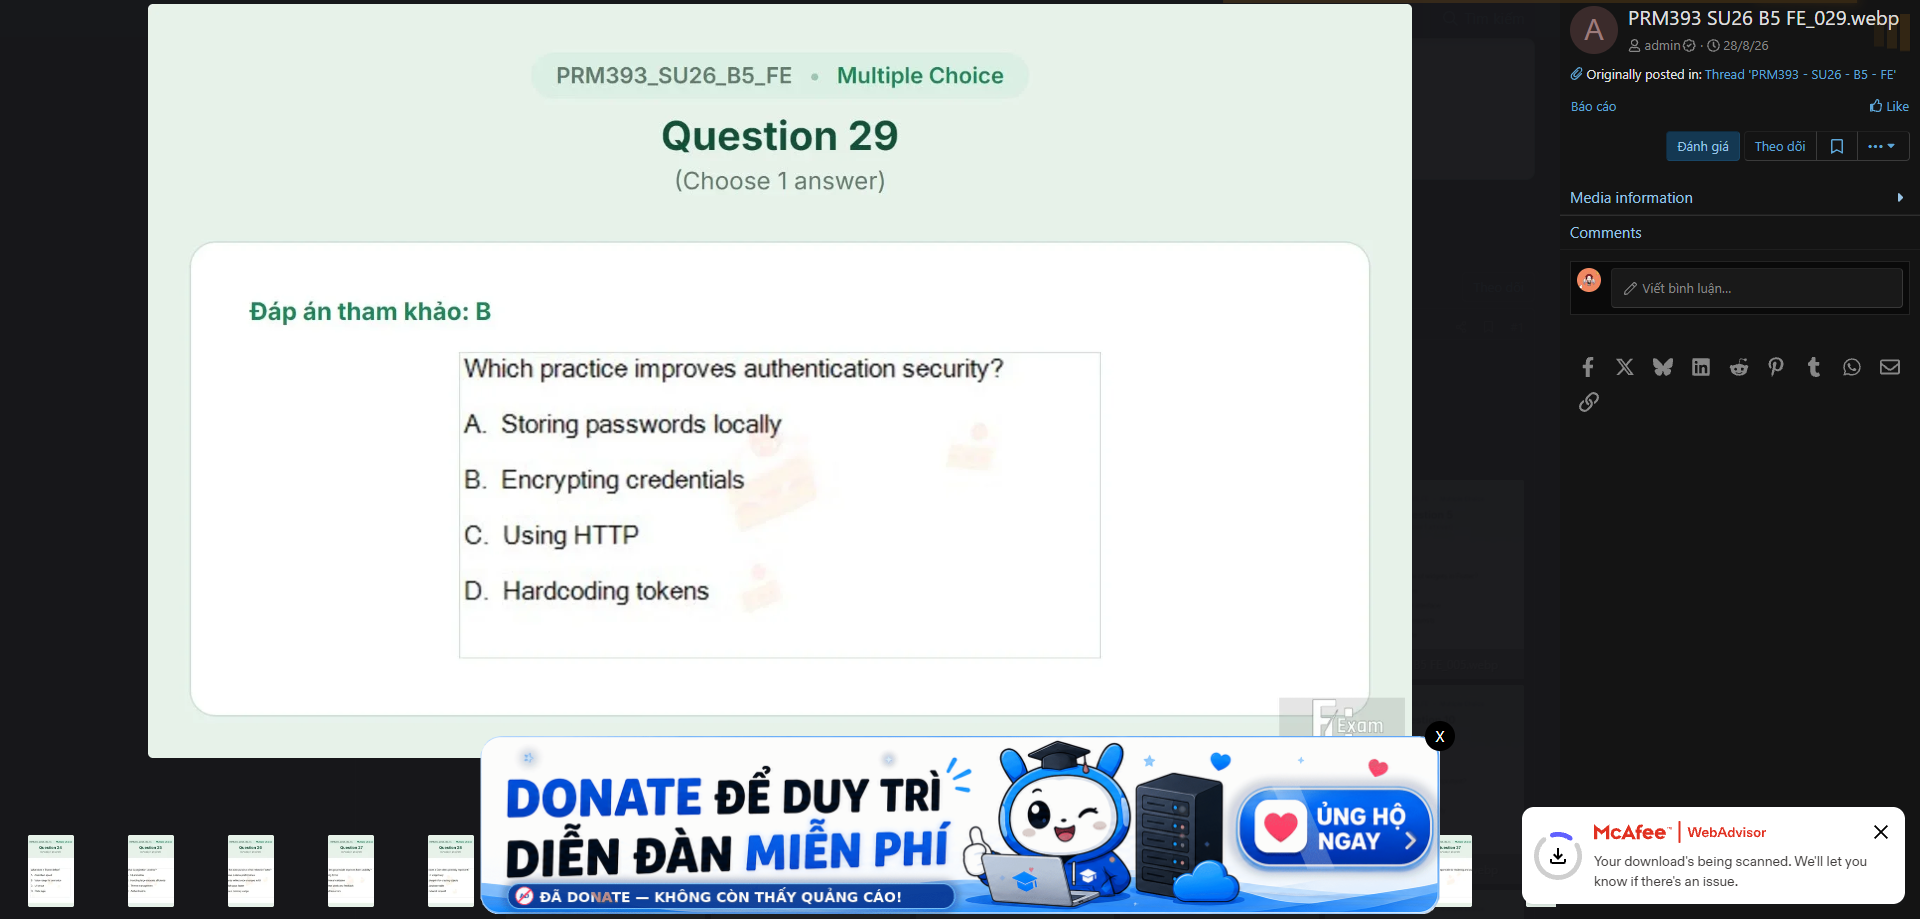 PRM393_SU26_B5_FE • Multiple Choice
Question 29
(Choose 1 answer)
Đáp án tham khảo: B
Which practice improves authentication security?
A. Storing passwords locally
B. Encrypting credentials
C. Using HTTP
D. Hardcoding tokens
Exam
X
DONATE ĐỂ DUY TRÌ
DIỄN ĐÀN MIỄN PHÍ
ĐÃ DONATE — KHÔNG CÒN THẤY QUẢNG CÁO!
ỦNG HỘ
NGAY
A
PRM393 SU26 B5 FE_029.webp
admin · 28/8/26
Originally posted in: Thread 'PRM393 - SU26 - B5 - FE'
Báo cáo
Like
Đánh giá
Theo dõi
Media information
Comments
Viết bình luận...
McAfee | WebAdvisor
Your download's being scanned. We'll let you
know if there's an issue.